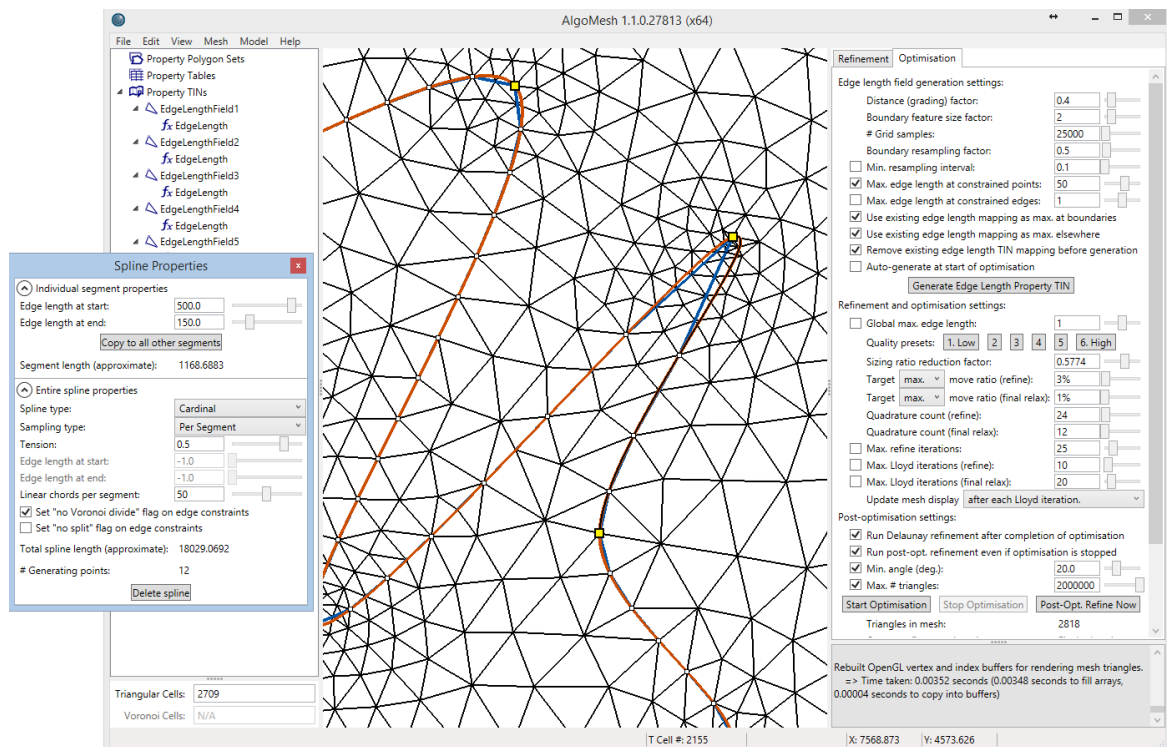 AlgoMesh 1.1.0.27813 (x64)
File Edit View Mesh Model Help
Property Polygon Sets
Property Tables
Property TINs
EdgeLengthField1
fx EdgeLength
EdgeLengthField2
fx EdgeLength
EdgeLengthField3
fx EdgeLength
EdgeLengthField4
fx EdgeLength
EdgeLengthField5
Spline Properties
Individual segment properties
Edge length at start: 500.0
Edge length at end: 150.0
Copy to all other segments
Segment length (approximate): 1168.6883
Entire spline properties
Spline type: Cardinal
Sampling type: Per Segment
Tension: 0.5
Edge length at start: -1.0
Edge length at end: -1.0
Linear chords per segment: 50
Set "no Voronoi divide" flag on edge constraints
Set "no split" flag on edge constraints
Total spline length (approximate): 18029.0692
# Generating points: 12
Delete spline
Triangular Cells: 2709
Voronoi Cells: N/A
Refinement Optimisation
Edge length field generation settings:
Distance (grading) factor: 0.4
Boundary feature size factor: 2
# Grid samples: 25000
Boundary resampling factor: 0.5
Min. resampling interval: 0.1
Max. edge length at constrained points: 50
Max. edge length at constrained edges: 1
Use existing edge length mapping as max. at boundaries
Use existing edge length mapping as max. elsewhere
Remove existing edge length TIN mapping before generation
Auto-generate at start of optimisation
Generate Edge Length Property TIN
Refinement and optimisation settings:
Global max. edge length: 1
Quality presets: 1. Low 2 3 4 5 6. High
Sizing ratio reduction factor: 0.5774
Target max. move ratio (refine): 3%
Target max. move ratio (final relax): 1%
Quadrature count (refine): 24
Quadrature count (final relax): 12
Max. refine iterations: 25
Max. Lloyd iterations (refine): 10
Max. Lloyd iterations (final relax): 20
Update mesh display after each Lloyd iteration.
Post-optimisation settings:
Run Delaunay refinement after completion of optimisation
Run post-opt. refinement even if optimisation is stopped
Min. angle (deg.): 20.0
Max. # triangles: 2000000
Start Optimisation Stop Optimisation Post-Opt. Refine Now
Triangles in mesh: 2818
Rebuilt OpenGL vertex and index buffers for rendering mesh triangles.
=> Time taken: 0.00352 seconds (0.00348 seconds to fill arrays,
0.00004 seconds to copy into buffers)
T Cell #: 2155 X: 7568.873 Y: 4573.626